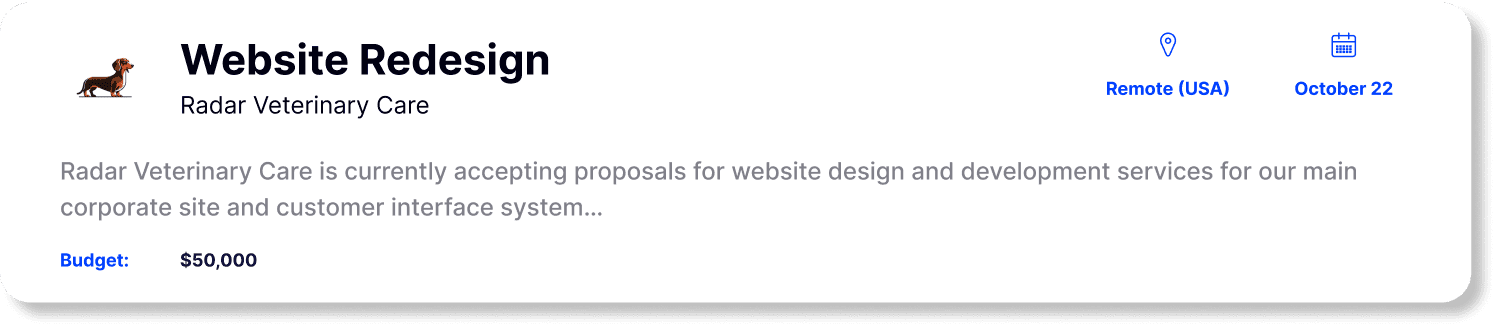 Website Redesign
Radar Veterinary Care
Remote (USA)
October 22
Radar Veterinary Care is currently accepting proposals for website design and development services for our main
corporate site and customer interface system...
Budget: $50,000